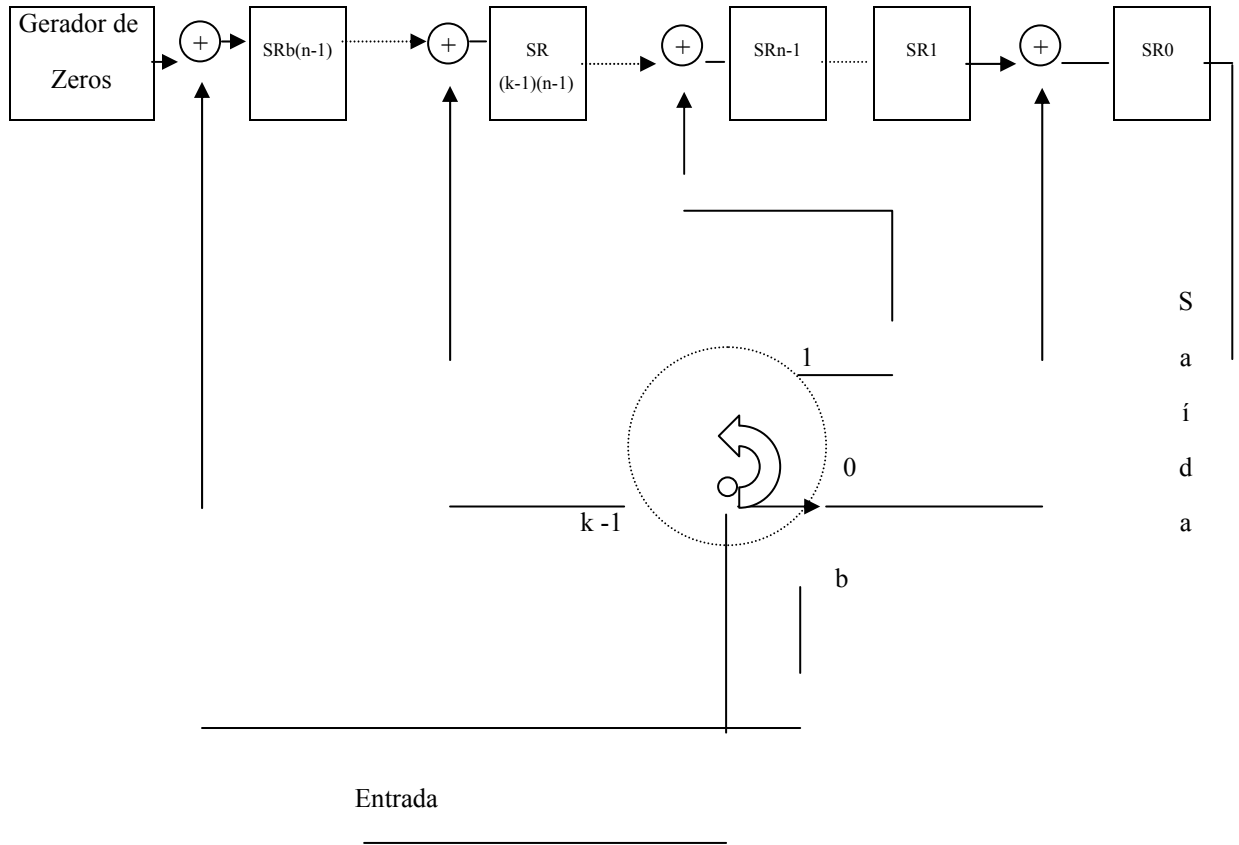 Gerador de
Zeros
+
SRb(n-1)
+
SR
(k-1)(n-1)
+
SRn-1
SR1
+
SR0
S
a
í
d
a
1
0
k -1
b
Entrada